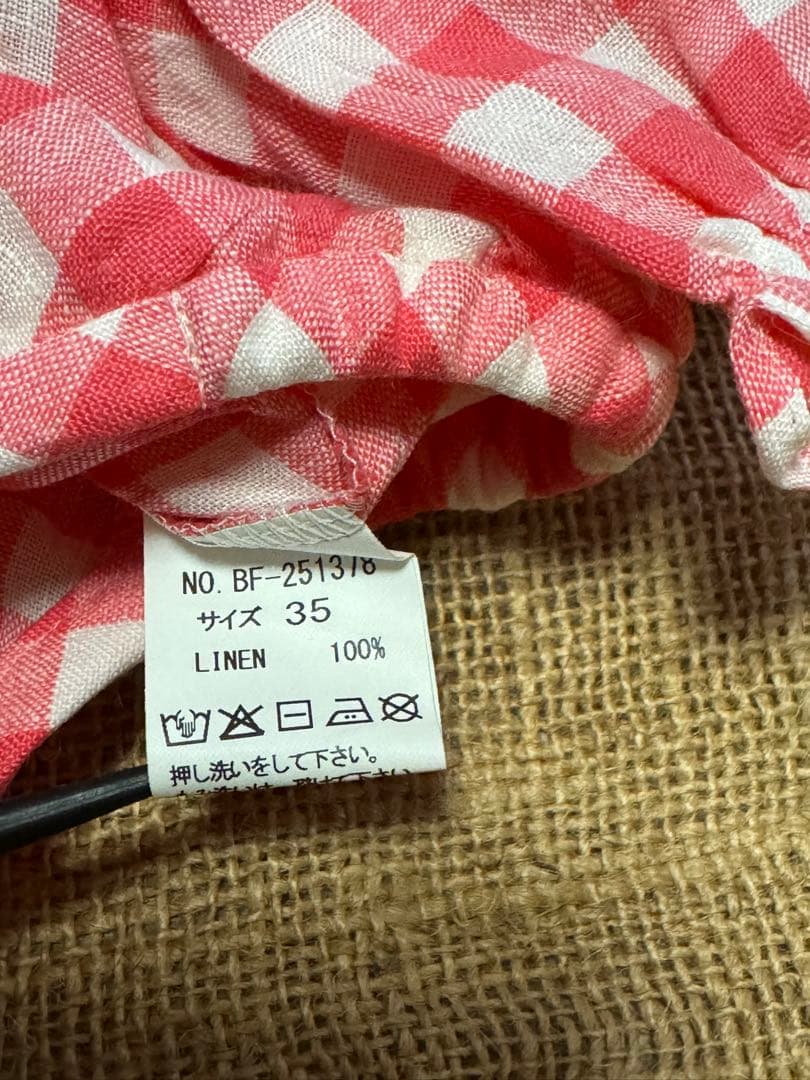 NO. BF-251378
サイズ 35
LINEN 100%
押し洗いをして下さい。